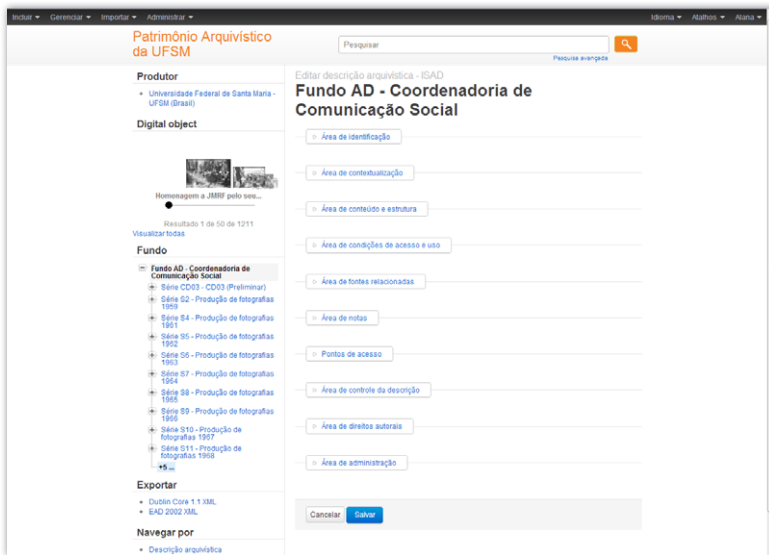 Incluir Gerenciar Importar Administrar Idioma Atalhos Alana
Patrimônio Arquivístico
da UFSM
Pesquisar
Pesquisa avançada
Produtor
Universidade Federal de Santa Maria -
UFSM (Brasil)
Digital object
Homenagem a JMRF pelo seu...
Resultado 1 de 50 de 1211
Visualizar todas
Fundo
Fundo AD - Coordenadoria de
Comunicação Social
Série CD03 - CD03 (Preliminar)
Série S2 - Produção de fotografias
1959
Série S4 - Produção de fotografias
1961
Série S5 - Produção de fotografias
1962
Série S6 - Produção de fotografias
1963
Série S7 - Produção de fotografias
1964
Série S8 - Produção de fotografias
1965
Série S9 - Produção de fotografias
1966
Série S10 - Produção de
fotografias 1967
Série S11 - Produção de
fotografias 1968
+5 ...
Exportar
Dublin Core 1.1 XML
EAD 2002 XML
Navegar por
Descrição arquivística
Editar descrição arquivística - ISAD
Fundo AD - Coordenadoria de
Comunicação Social
Área de identificação
Área de contextualização
Área de conteúdo e estrutura
Área de condições de acesso e uso
Área de fontes relacionadas
Área de notas
Pontos de acesso
Área de controle da descrição
Área de direitos autorais
Área de administração
Cancelar Salvar